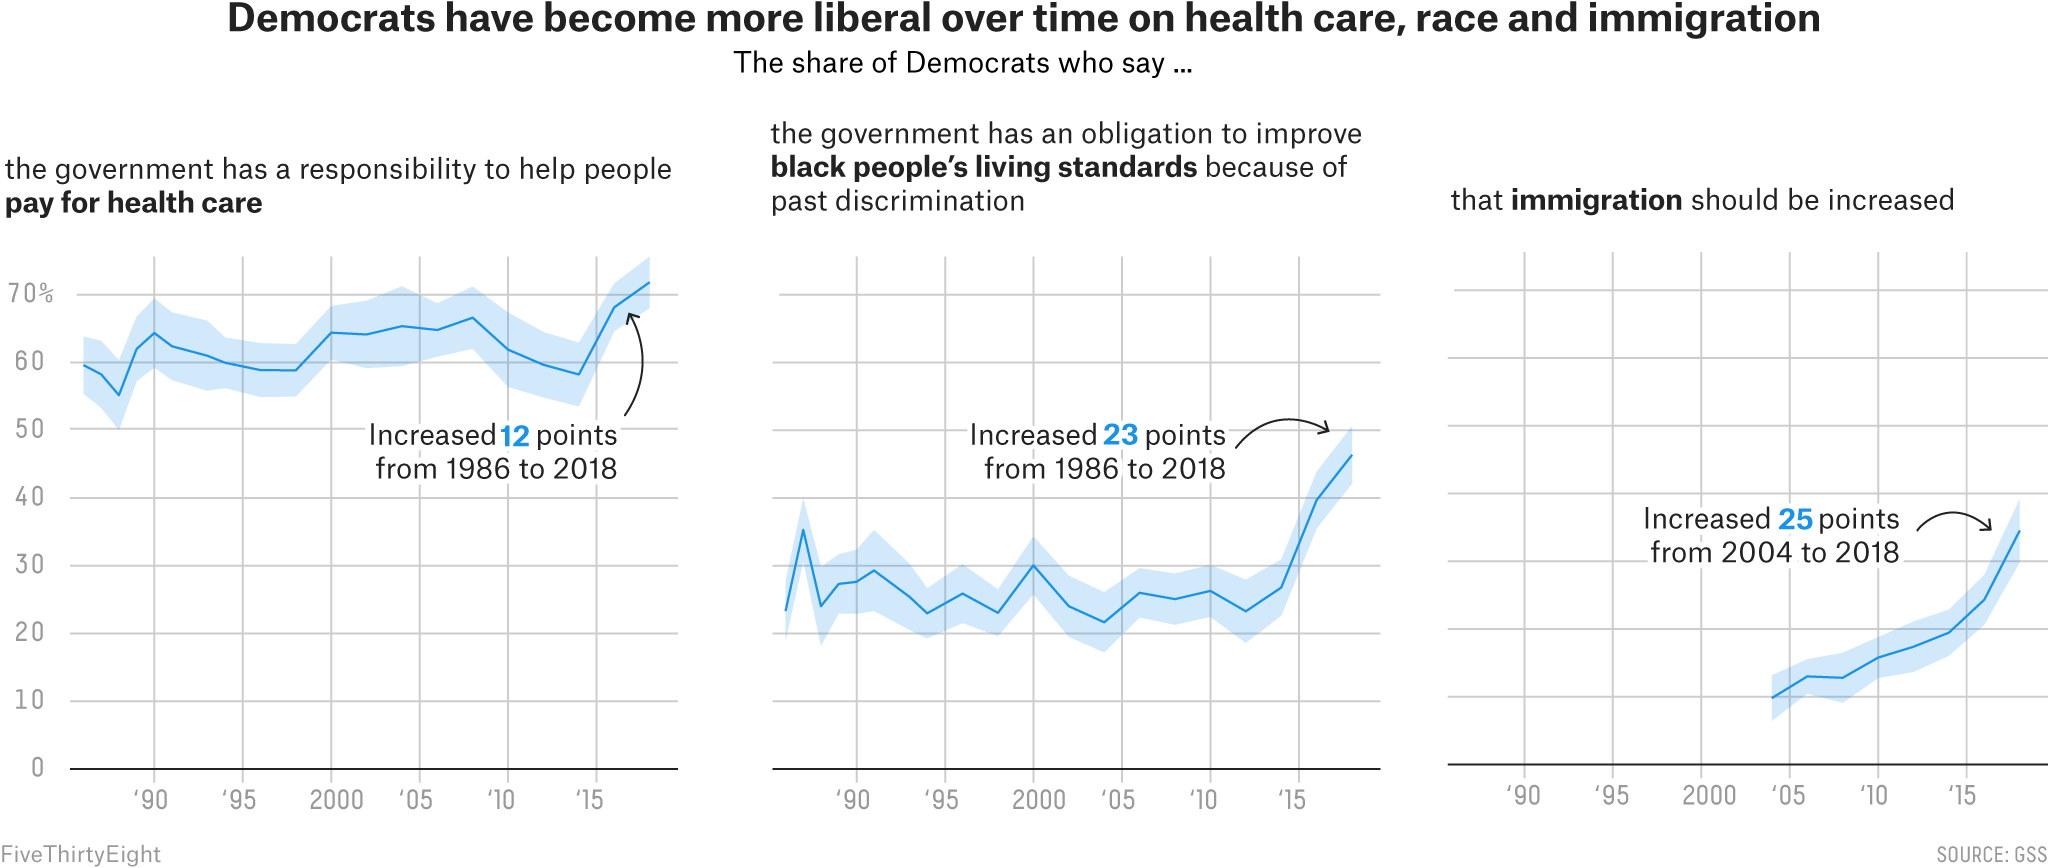 Democrats have become more liberal over time on health care, race and immigration
The share of Democrats who say ...
the government has a responsibility to help people
pay for health care
70%
60
50
40
30
20
10
0
Increased 12 points
from 1986 to 2018
‘90 ‘95 2000 ‘05 ‘10 ‘15
the government has an obligation to improve
black people’s living standards because of
past discrimination
Increased 23 points
from 1986 to 2018
‘90 ‘95 2000 ‘05 ‘10 ‘15
that immigration should be increased
Increased 25 points
from 2004 to 2018
‘90 ‘95 2000 ‘05 ‘10 ‘15
FiveThirtyEight
SOURCE: GSS